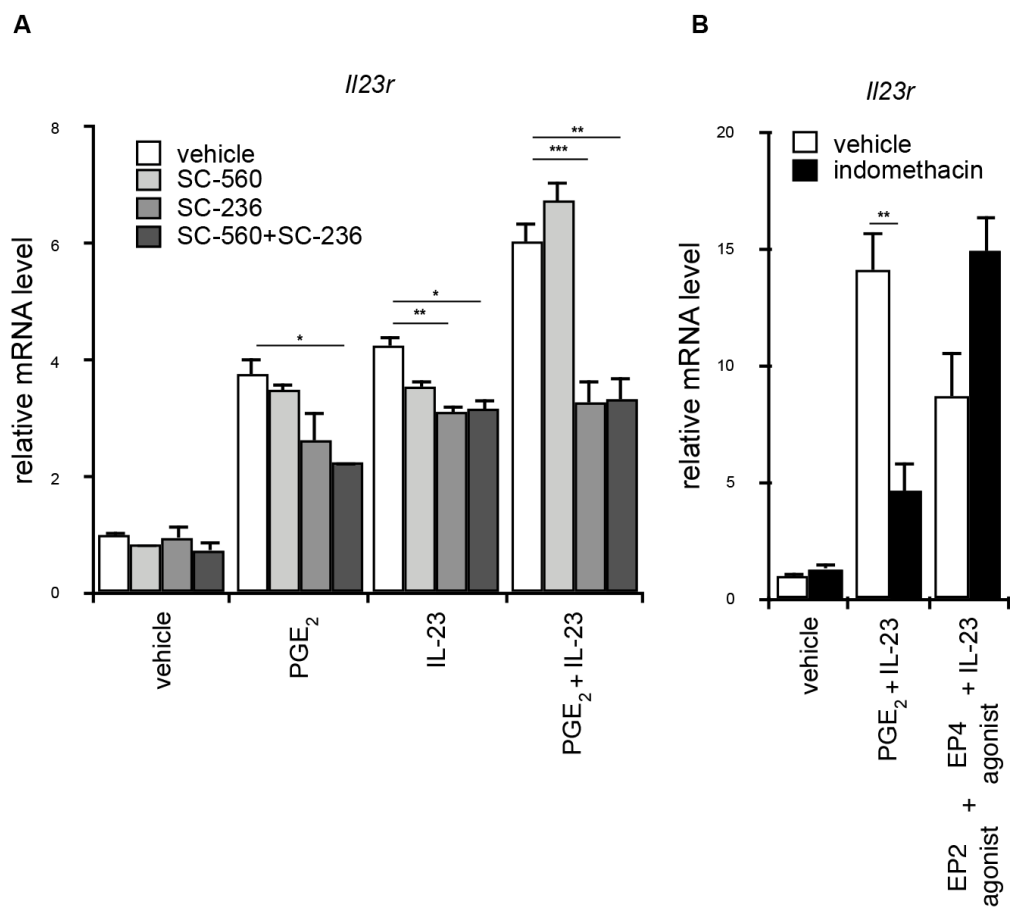 A
Il23r
8
6
4
2
0
relative mRNA level
vehicle
SC-560
SC-236
SC-560+SC-236
*
**
*
**
*
***
vehicle
PGE2
IL-23
PGE2 + IL-23
B
Il23r
20
15
10
5
0
relative mRNA level
vehicle
indomethacin
**
vehicle
PGE2 + IL-23
EP2 + EP4 + IL-23
agonist agonist